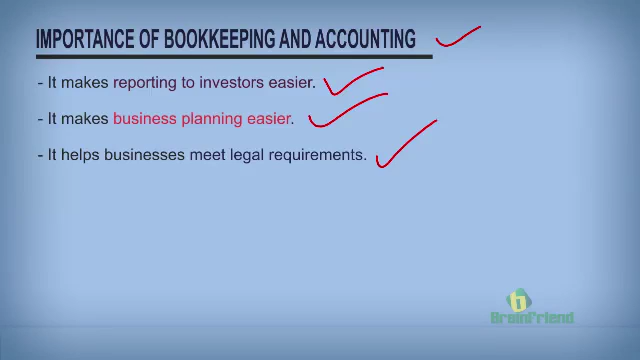 IMPORTANCE OF BOOKKEEPING AND ACCOUNTING
- It makes reporting to investors easier.
- It makes business planning easier.
- It helps businesses meet legal requirements.
b
BrainFriend